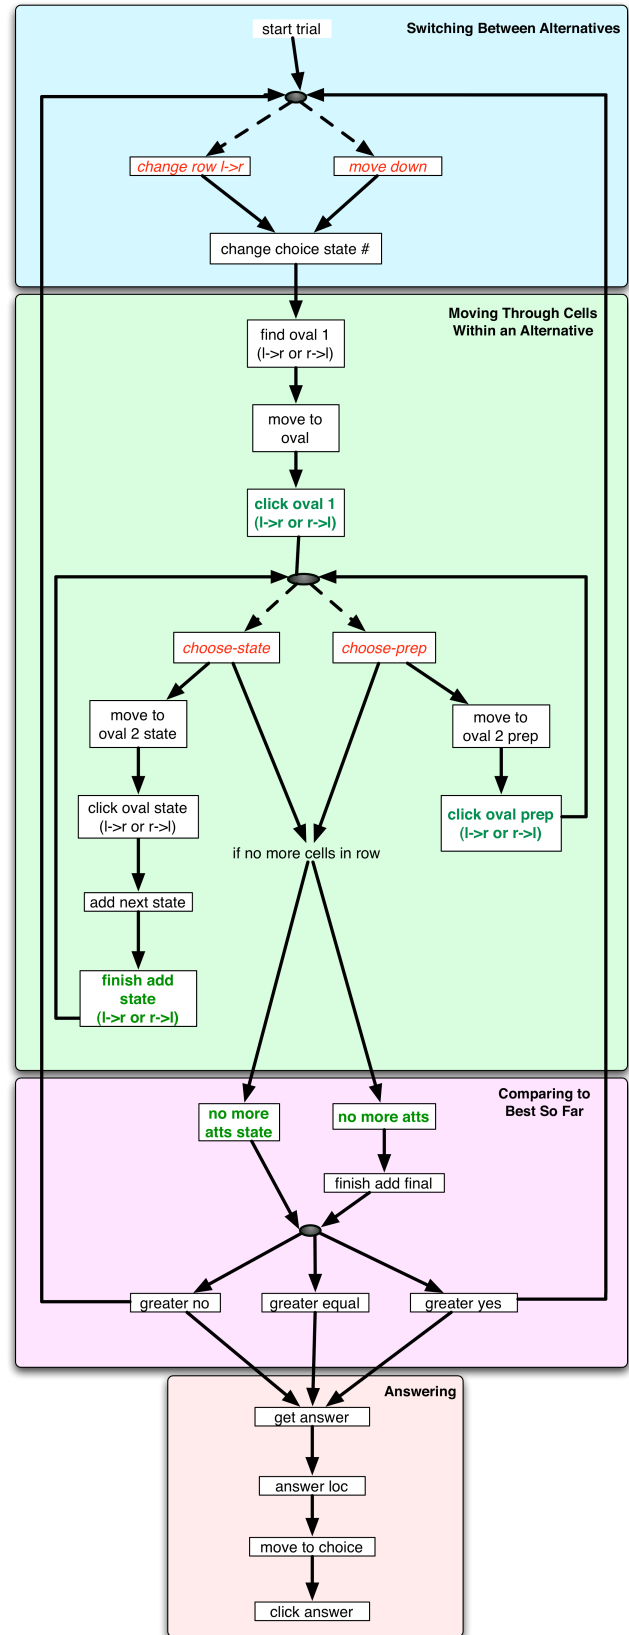 start trial
Switching Between Alternatives
change row l->r
move down
change choice state #
Moving Through Cells
Within an Alternative
find oval 1
(l->r or r->l)
move to
oval
click oval 1
(l->r or r->l)
choose-state
choose-prep
move to
oval 2 state
move to
oval 2 prep
click oval state
(l->r or r->l)
click oval prep
(l->r or r->l)
if no more cells in row
add next state
finish add
state
(l->r or r->l)
Comparing to
Best So Far
no more
atts state
no more atts
finish add final
greater no
greater equal
greater yes
Answering
get answer
answer loc
move to choice
click answer